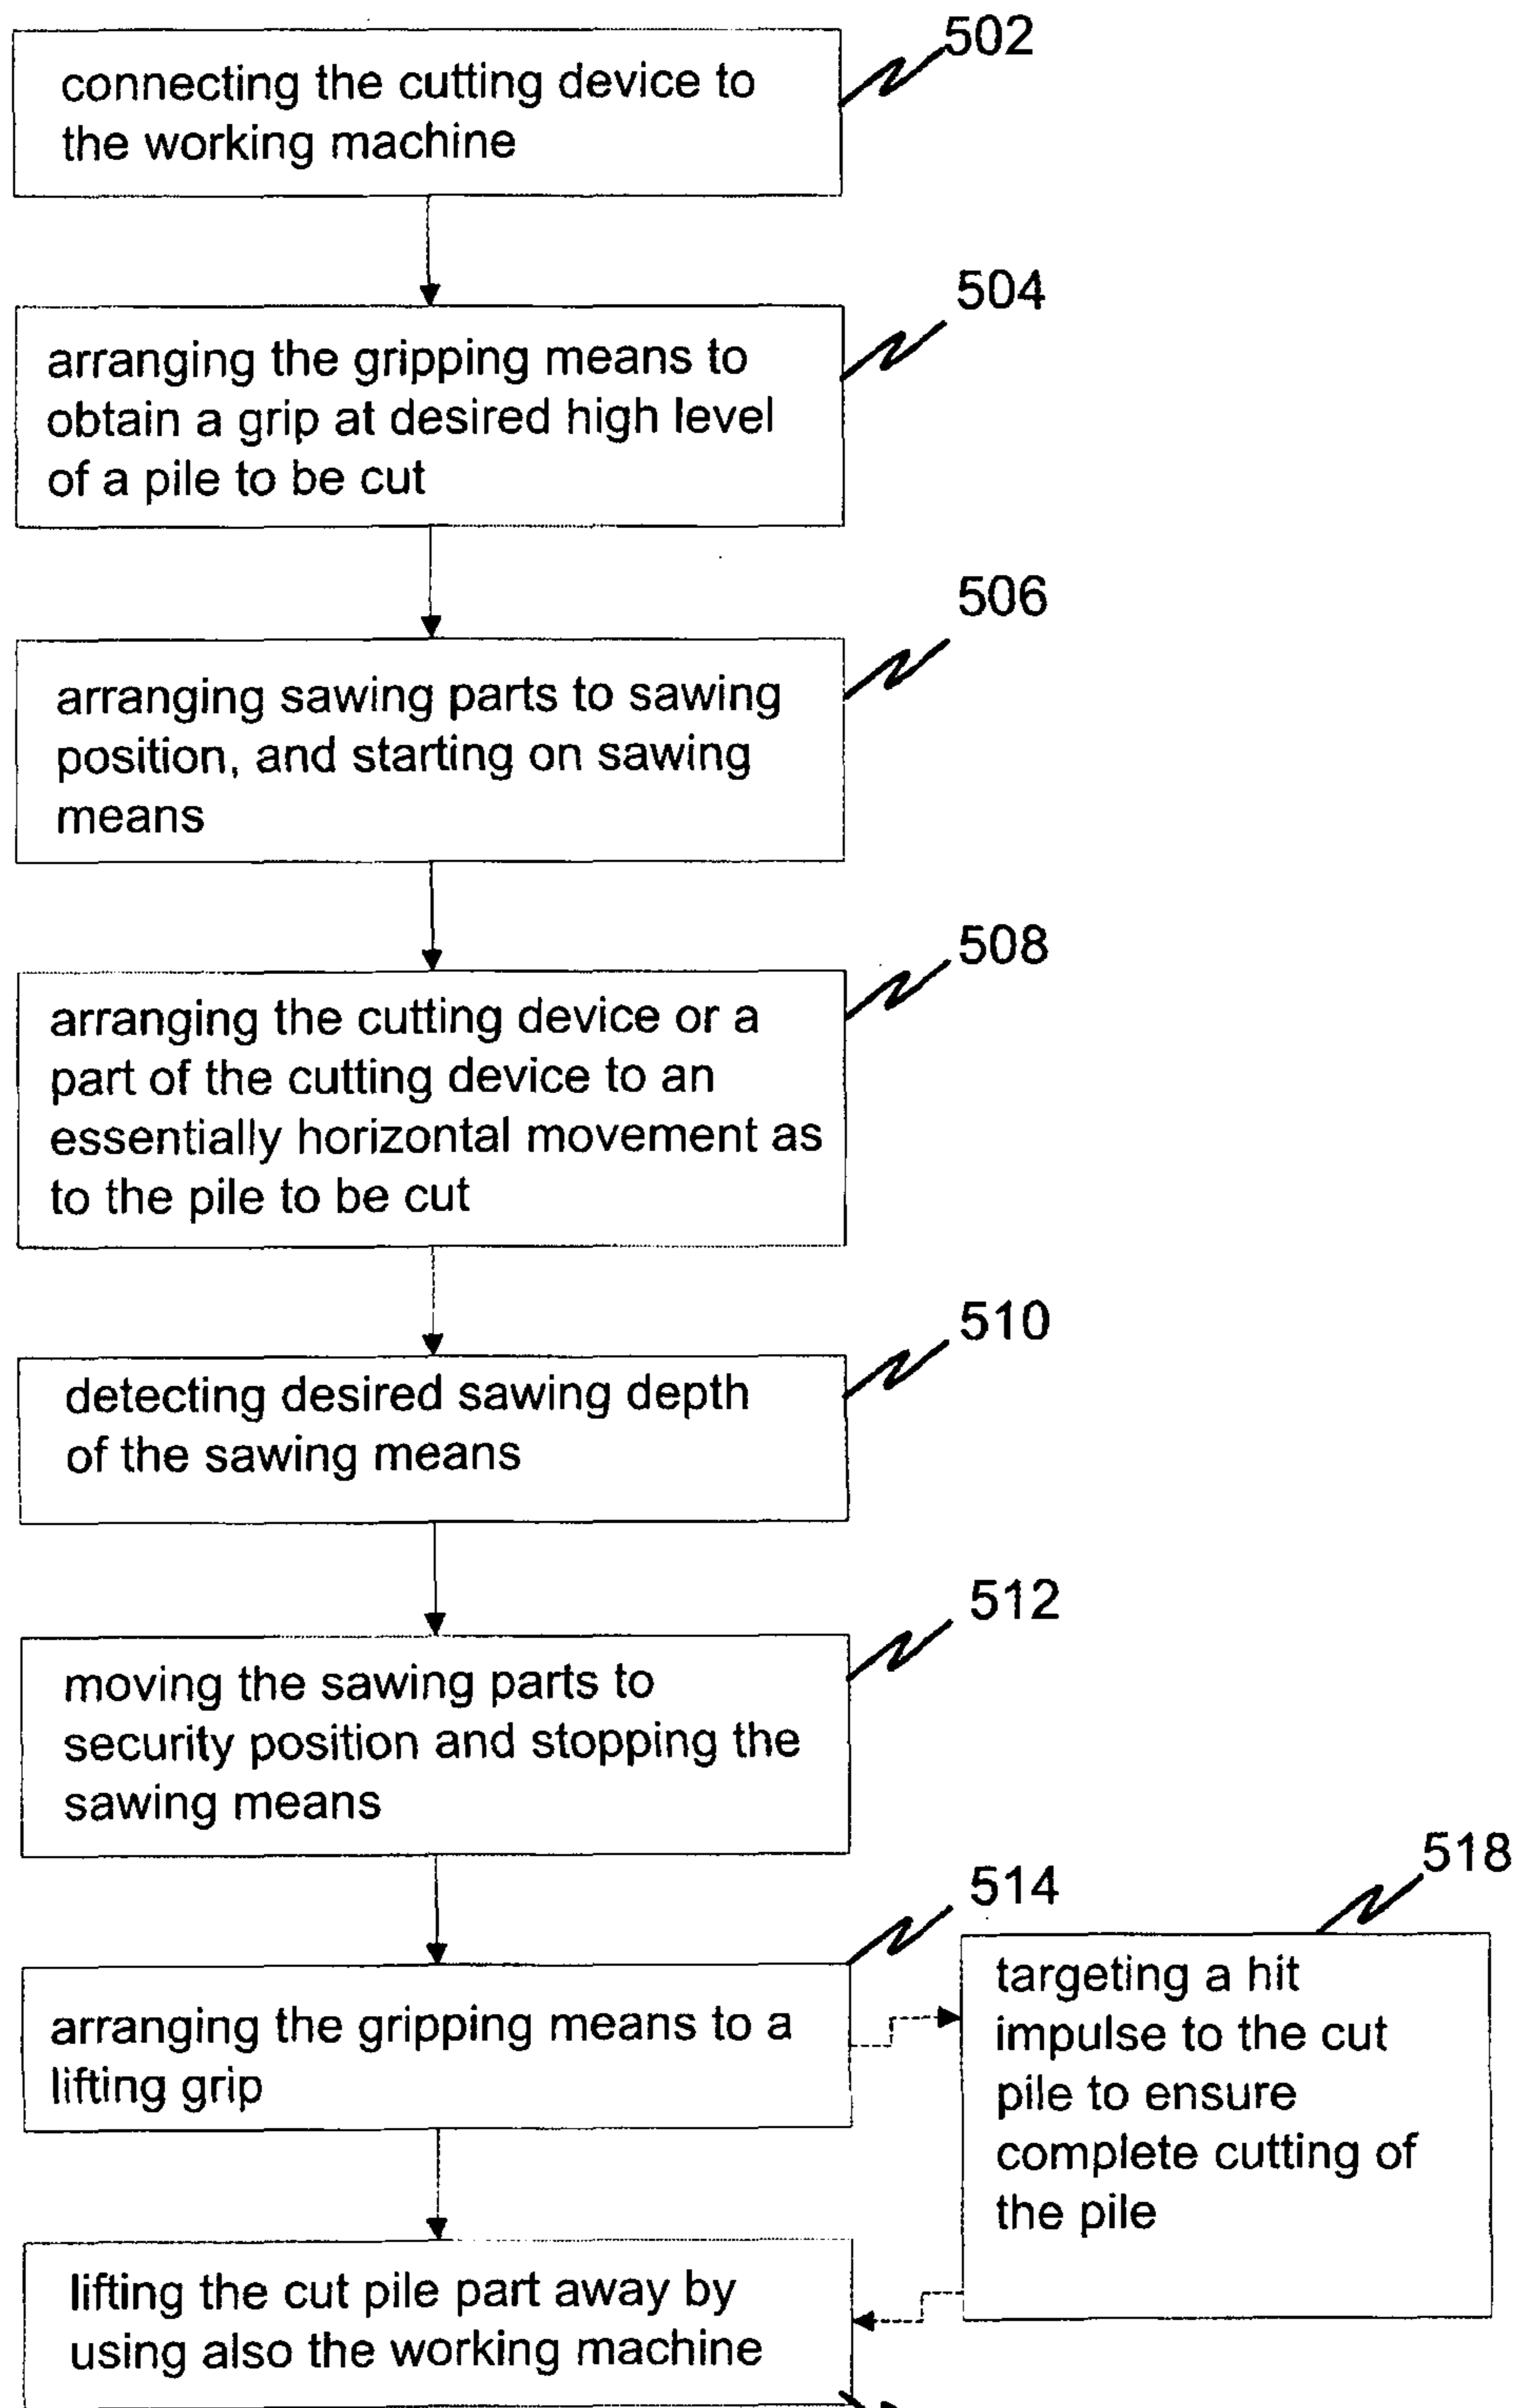 502
connecting the cutting device to
the working machine
504
arranging the gripping means to
obtain a grip at desired high level
of a pile to be cut
506
arranging sawing parts to sawing
position, and starting on sawing
means
508
arranging the cutting device or a
part of the cutting device to an
essentially horizontal movement as
to the pile to be cut
510
detecting desired sawing depth
of the sawing means
512
moving the sawing parts to
security position and stopping the
sawing means
514
arranging the gripping means to a
lifting grip
518
targeting a hit
impulse to the cut
pile to ensure
complete cutting of
the pile
lifting the cut pile part away by
using also the working machine